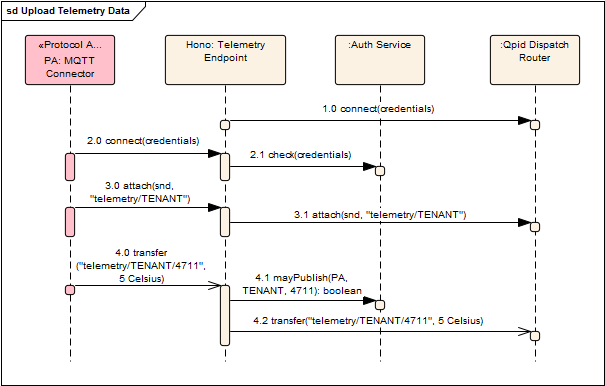 sd Upload Telemetry Data
«Protocol A...
PA: MQTT
Connector
Hono: Telemetry
Endpoint
:Auth Service
:Qpid Dispatch
Router
1.0 connect(credentials)
2.0 connect(credentials)
2.1 check(credentials)
3.0 attach(snd,
"telemetry/TENANT")
3.1 attach(snd, "telemetry/TENANT")
4.0 transfer
("telemetry/TENANT/4711",
5 Celsius)
4.1 mayPublish(PA,
TENANT, 4711): boolean
4.2 transfer("telemetry/TENANT/4711", 5 Celsius)